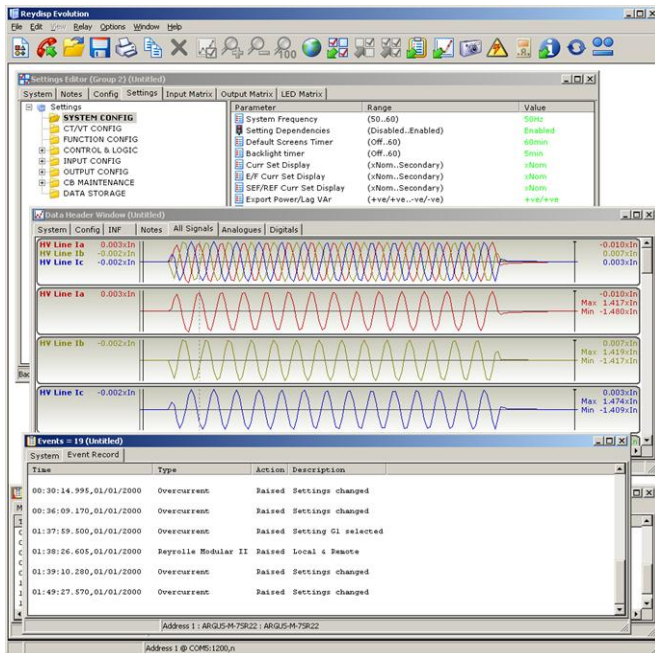 Reydisp Evolution
File Edit View Relay Options Window Help
Settings Editor (Group 2) (Untitled)
System Notes Config Settings Input Matrix Output Matrix LED Matrix
Settings
SYSTEM CONFIG
CT/VT CONFIG
FUNCTION CONFIG
CONTROL & LOGIC
INPUT CONFIG
OUTPUT CONFIG
CB MAINTENANCE
DATA STORAGE
Parameter Range Value
System Frequency (50..60) 50Hz
Setting Dependencies (Disabled..Enabled) Enabled
Default Screens Timer (Off..60) 60min
Backlight timer (Off..60) 5min
Curr Set Display (xNom..Secondary) xNom
E/F Curr Set Display (xNom..Secondary) xNom
SEF/REF Curr Set Display (xNom..Secondary) xNom
Export Power/Lag VAr (+ve/+ve..-ve/-ve) +ve/+ve
Data Header Window (Untitled)
System Config INF Notes All Signals Analogues Digitals
HV Line Ia 0.003xIn -0.010xIn
HV Line Ib -0.002xIn 0.007xIn
HV Line Ic -0.002xIn 0.003xIn
HV Line Ia 0.003xIn -0.010xIn
Max 1.417xIn
Min -1.480xIn
HV Line Ib -0.002xIn 0.007xIn
Max 1.419xIn
Min -1.417xIn
HV Line Ic -0.002xIn 0.003xIn
Max 1.474xIn
Min -1.409xIn
Events = 19 (Untitled)
System Event Record
Time Type Action Description
00:30:14.995,01/01/2000 Overcurrent Raised Settings changed
00:36:09.170,01/01/2000 Overcurrent Raised Settings changed
01:37:59.500,01/01/2000 Overcurrent Raised Setting G1 selected
01:38:26.605,01/01/2000 Reyrolle Modular II Raised Local & Remote
01:39:10.280,01/01/2000 Overcurrent Raised Settings changed
01:49:27.570,01/01/2000 Overcurrent Raised Settings changed
Address 1 : ARGUS-M-7SR22 : ARGUS-M-7SR22
Address 1 @ COM5:1200,n